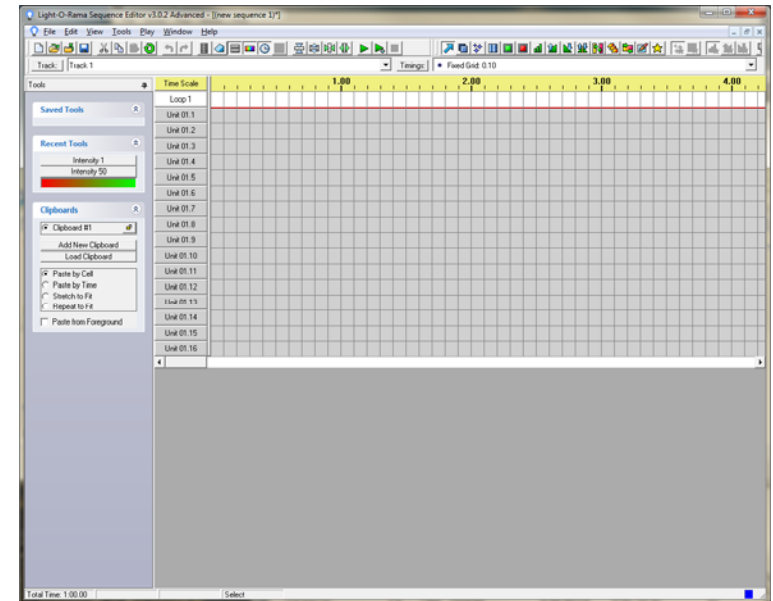 Light-O-Rama Sequence Editor v3.0.2 Advanced - [(new sequence 1)*]
File Edit View Tools Play Window Help
Track: Track 1 Timings: Fixed Grid: 0.10
Tools Time Scale 1.00 2.00 3.00 4.00
Loop 1
Saved Tools
Unit 01.1
Unit 01.2
Recent Tools
Unit 01.3
Intensity 1
Unit 01.4
Intensity 50
Unit 01.5
Unit 01.6
Clipboards
Unit 01.7
Clipboard #1
Unit 01.8
Add New Clipboard
Unit 01.9
Load Clipboard
Unit 01.10
Paste by Cell
Unit 01.11
Paste by Time
Unit 01.12
Stretch to Fit
Repeat to Fit
Unit 01.13
Paste from Foreground
Unit 01.14
Unit 01.15
Unit 01.16
Total Time: 1:00.00 Select